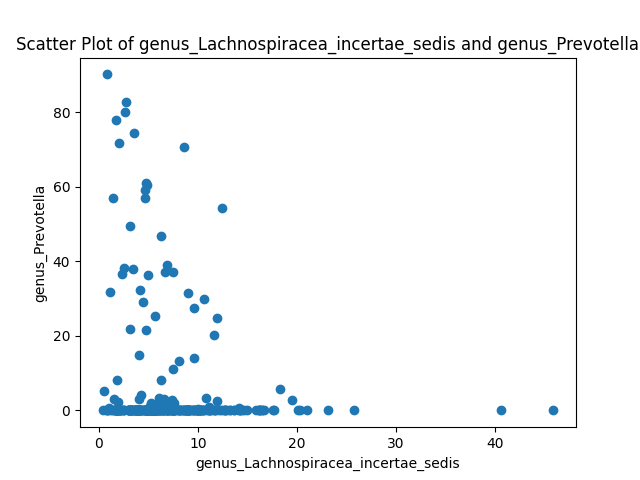 Scatter Plot of genus_Lachnospiracea_incertae_sedis and genus_Prevotella
80
60
40
20
0
genus_Prevotella
0 10 20 30 40
genus_Lachnospiracea_incertae_sedis